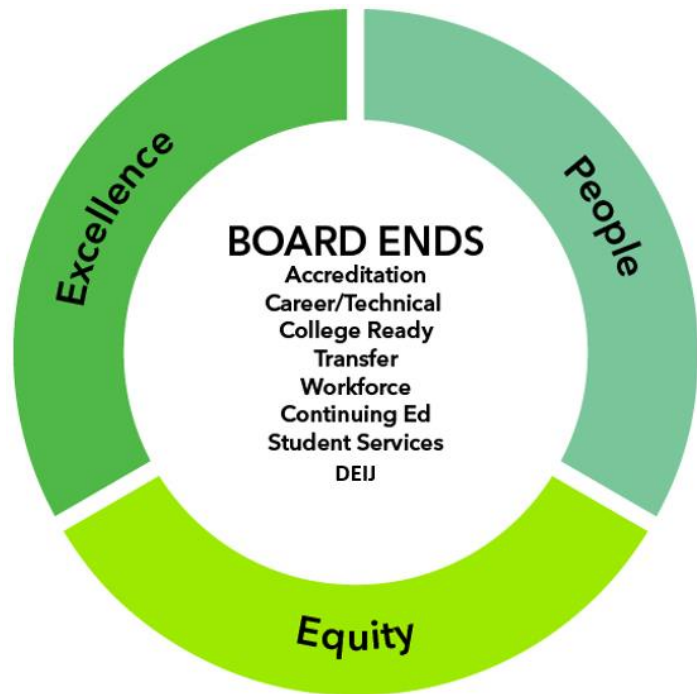 Excellence
People
BOARD ENDS
Accreditation
Career/Technical
College Ready
Transfer
Workforce
Continuing Ed
Student Services
DEIJ
Equity